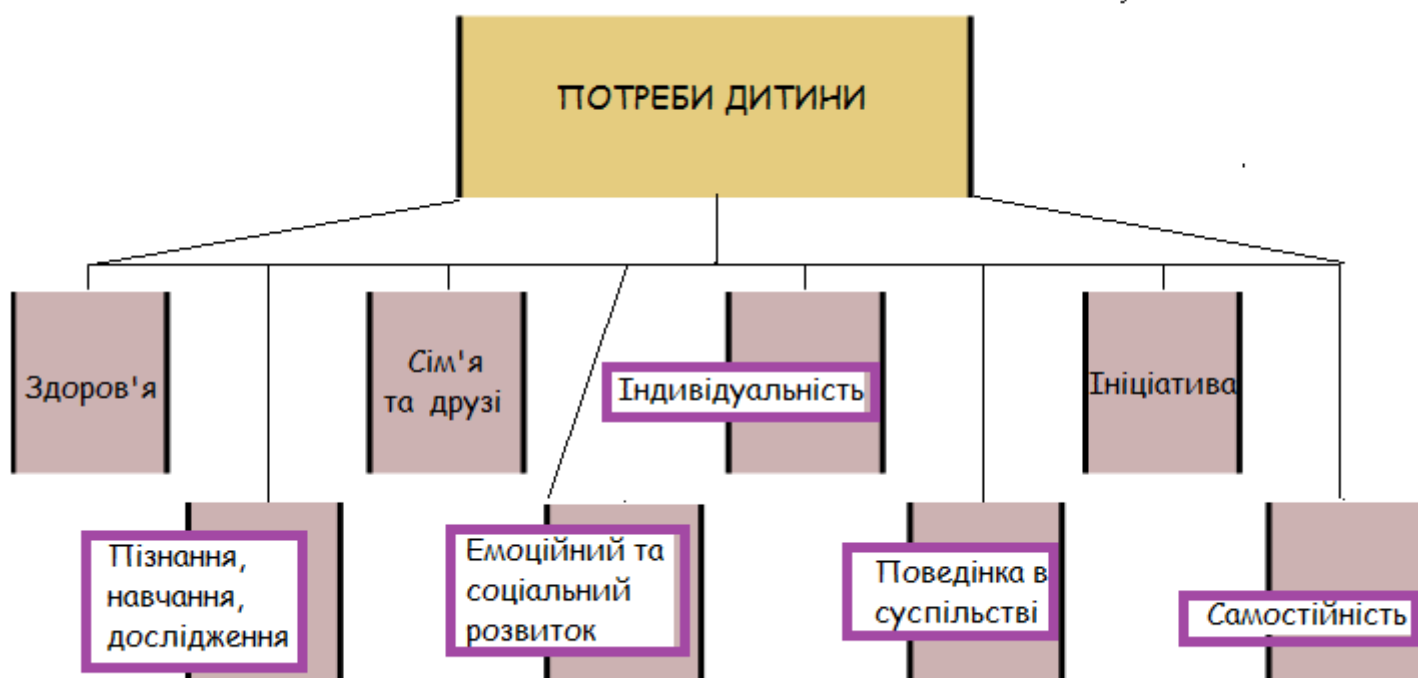 ПОТРЕБИ ДИТИНИ
Здоров'я
Сім'я
та друзі
Індивідуальність
Ініціатива
Пізнання,
навчання,
дослідження
Емоційний та
соціальний
розвиток
Поведінка в
суспільстві
Самостійність